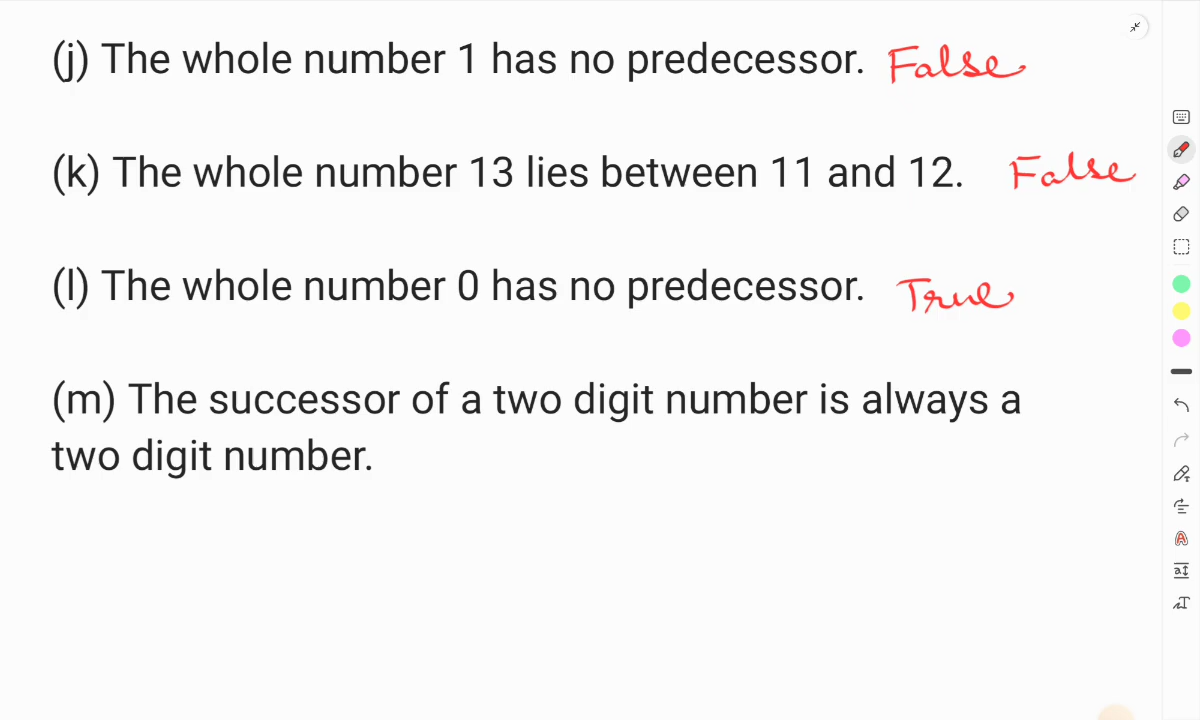 (j) The whole number 1 has no predecessor. False
(k) The whole number 13 lies between 11 and 12. False
(l) The whole number 0 has no predecessor. True
(m) The successor of a two digit number is always a
two digit number.